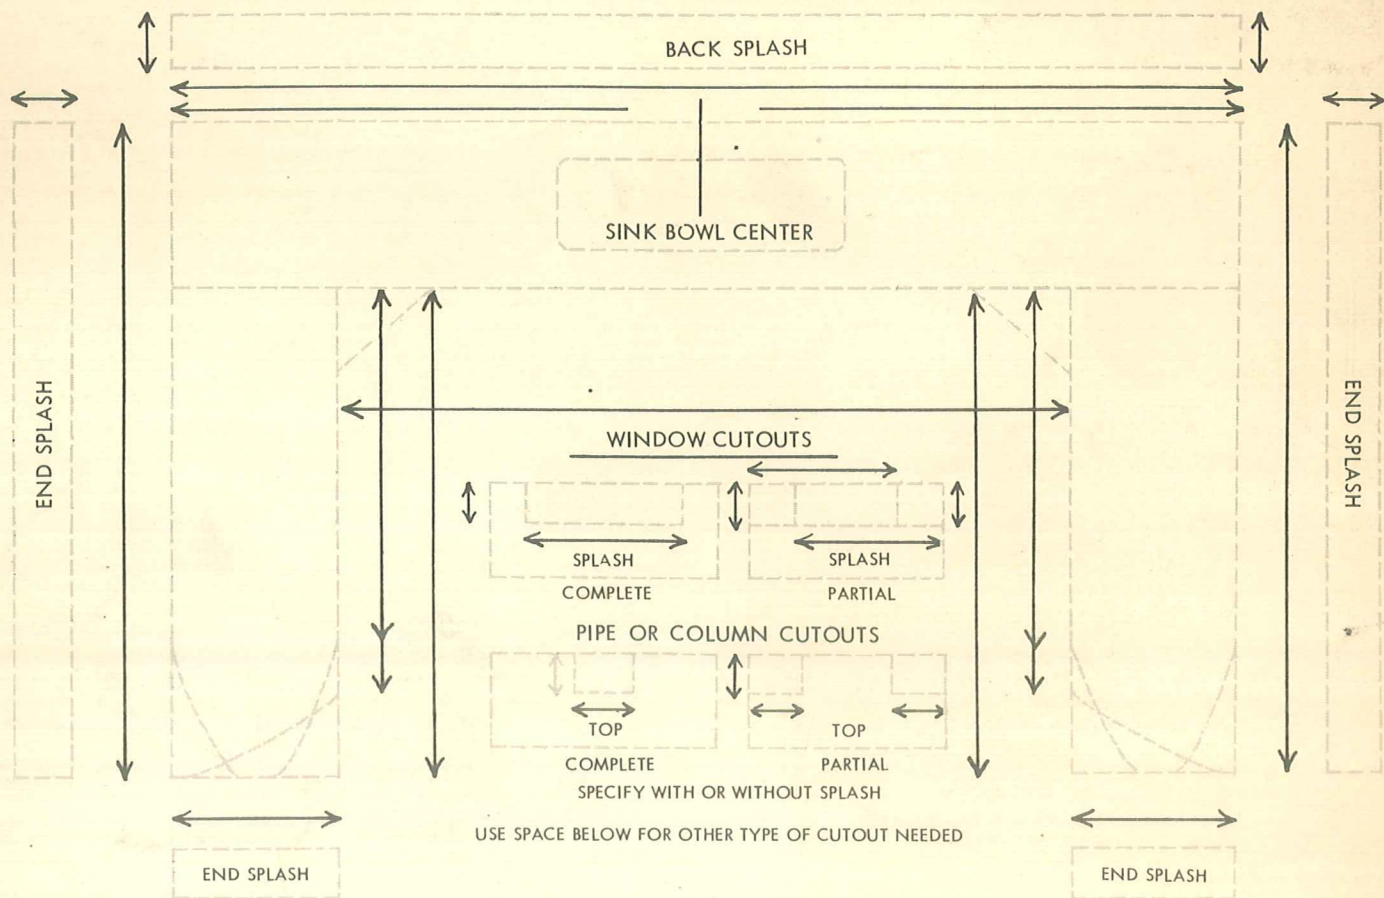 BACK SPLASH
SINK BOWL CENTER
END SPLASH
END SPLASH
WINDOW CUTOUTS
SPLASH
SPLASH
COMPLETE
PARTIAL
PIPE OR COLUMN CUTOUTS
TOP
TOP
COMPLETE
PARTIAL
SPECIFY WITH OR WITHOUT SPLASH
USE SPACE BELOW FOR OTHER TYPE OF CUTOUT NEEDED
END SPLASH
END SPLASH